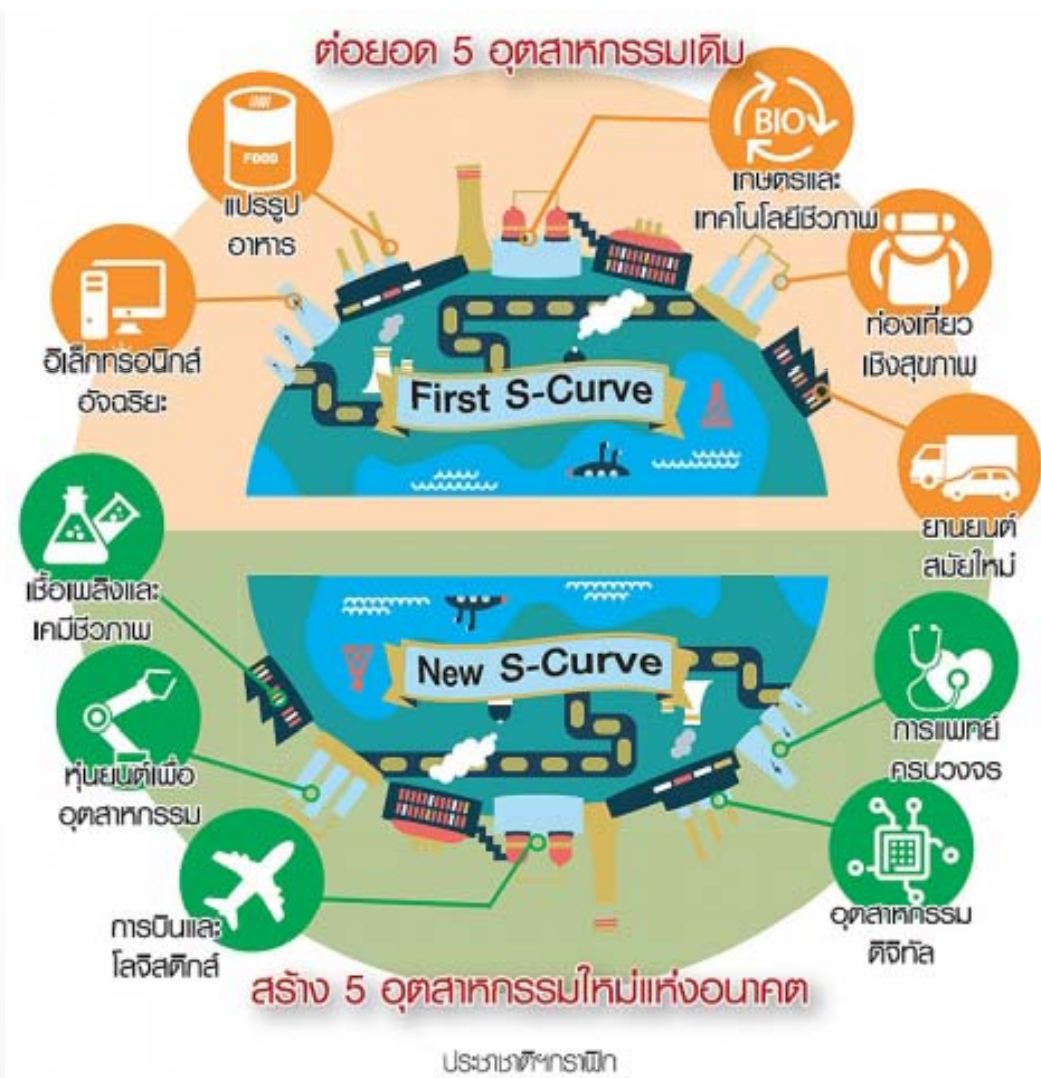 ต่อยอด 5 อุตสาหกรรมเดิม
FOOD
แปรรูป
อาหาร
BIO
เกษตรและ
เทคโนโลยีชีวภาพ
อิเล็กทรอนิกส์
อัจฉริยะ
ท่องเที่ยว
เชิงสุขภาพ
First S-Curve
ยานยนต์
สมัยใหม่
เชื้อเพลิงและ
เคมีชีวภาพ
New S-Curve
การแพทย์
ครบวงจร
หุ่นยนต์เพื่อ
อุตสาหกรรม
อุตสาหกรรม
ดิจิทัล
การบินและ
โลจิสติกส์
สร้าง 5 อุตสาหกรรมใหม่แห่งอนาคต
ประชาชาติฯกราฟิก